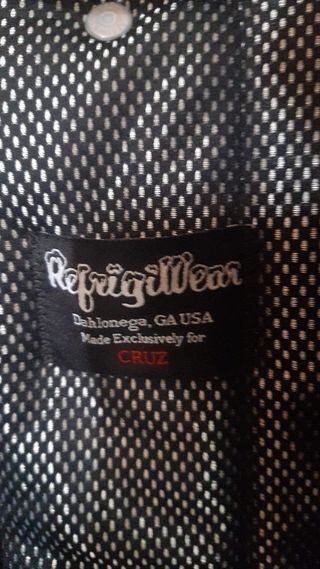 RefrigiWear
Dahlonega, GA USA
Made Exclusively for
CRUZ